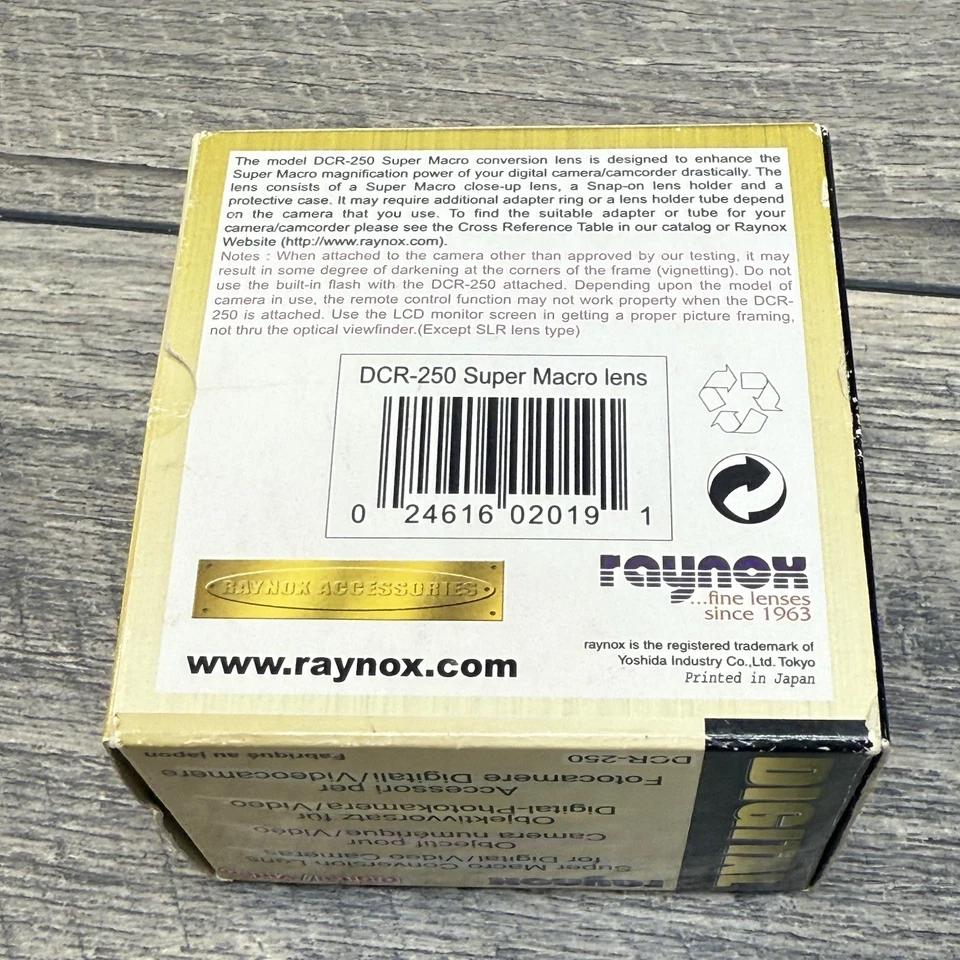 The model DCR-250 Super Macro conversion lens is designed to enhance the
Super Macro magnification power of your digital camera/camcorder drastically. The
lens consists of a Super Macro close-up lens, a Snap-on lens holder and a
protective case. It may require additional adapter ring or a lens holder tube depend
on the camera that you use. To find the suitable adapter or tube for your
camera/camcorder please see the Cross Reference Table in our catalog or Raynox
Website (http://www.raynox.com).
Notes : When attached to the camera other than approved by our testing, it may
result in some degree of darkening at the corners of the frame (vignetting). Do not
use the built-in flash with the DCR-250 attached. Depending upon the model of
camera in use, the remote control function may not work property when the DCR-
250 is attached. Use the LCD monitor screen in getting a proper picture framing,
not thru the optical viewfinder.(Except SLR lens type)
DCR-250 Super Macro lens
0 24616 02019 1
RAYNOX ACCESSORIES
raynox
...fine lenses
since 1963
www.raynox.com
raynox is the registered trademark of
Yoshida Industry Co.,Ltd. Tokyo
Printed in Japan
DIGITAL
raynox Digital/Video
Super Macro Conversion Lens
for Digital/Video Cameras
Objectif pour
Camera numérique/Video
Objektivvorsatz für
Digital-Photokamera/Video
Accessori per
Fotocamere Digitali/Videocamere
DCR-250
Fabriqué au japon